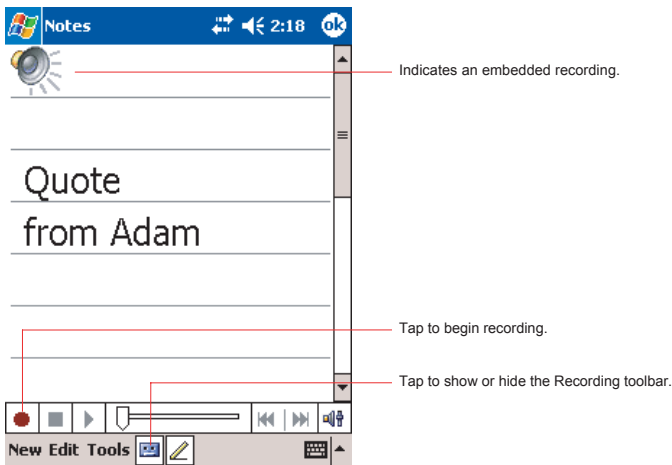 Notes 2:18 ok
Indicates an embedded recording.
Quote
from Adam
Tap to begin recording.
Tap to show or hide the Recording toolbar.
New Edit Tools